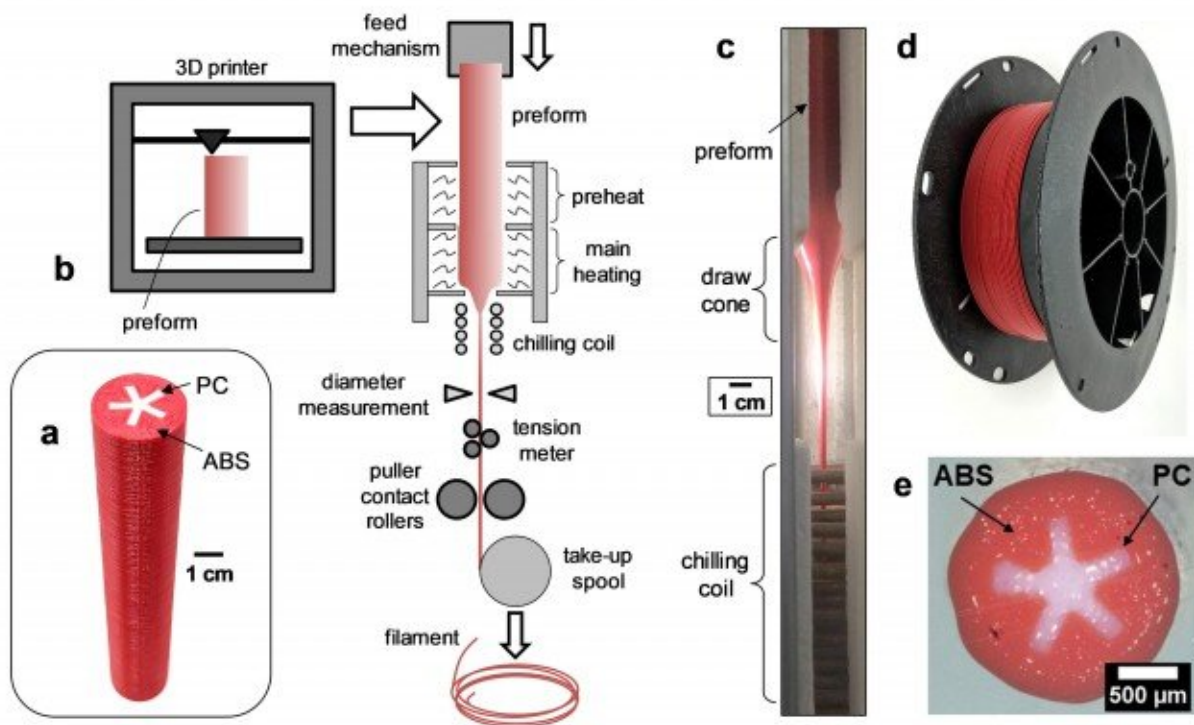 3D printer
preform
b
feed
mechanism
preform
preheat
main
heating
chilling coil
diameter
measurement
tension
meter
puller
contact
rollers
take-up
spool
filament
a
PC
ABS
1 cm
c
preform
draw
cone
1 cm
chilling
coil
d
e
ABS
PC
500 µm